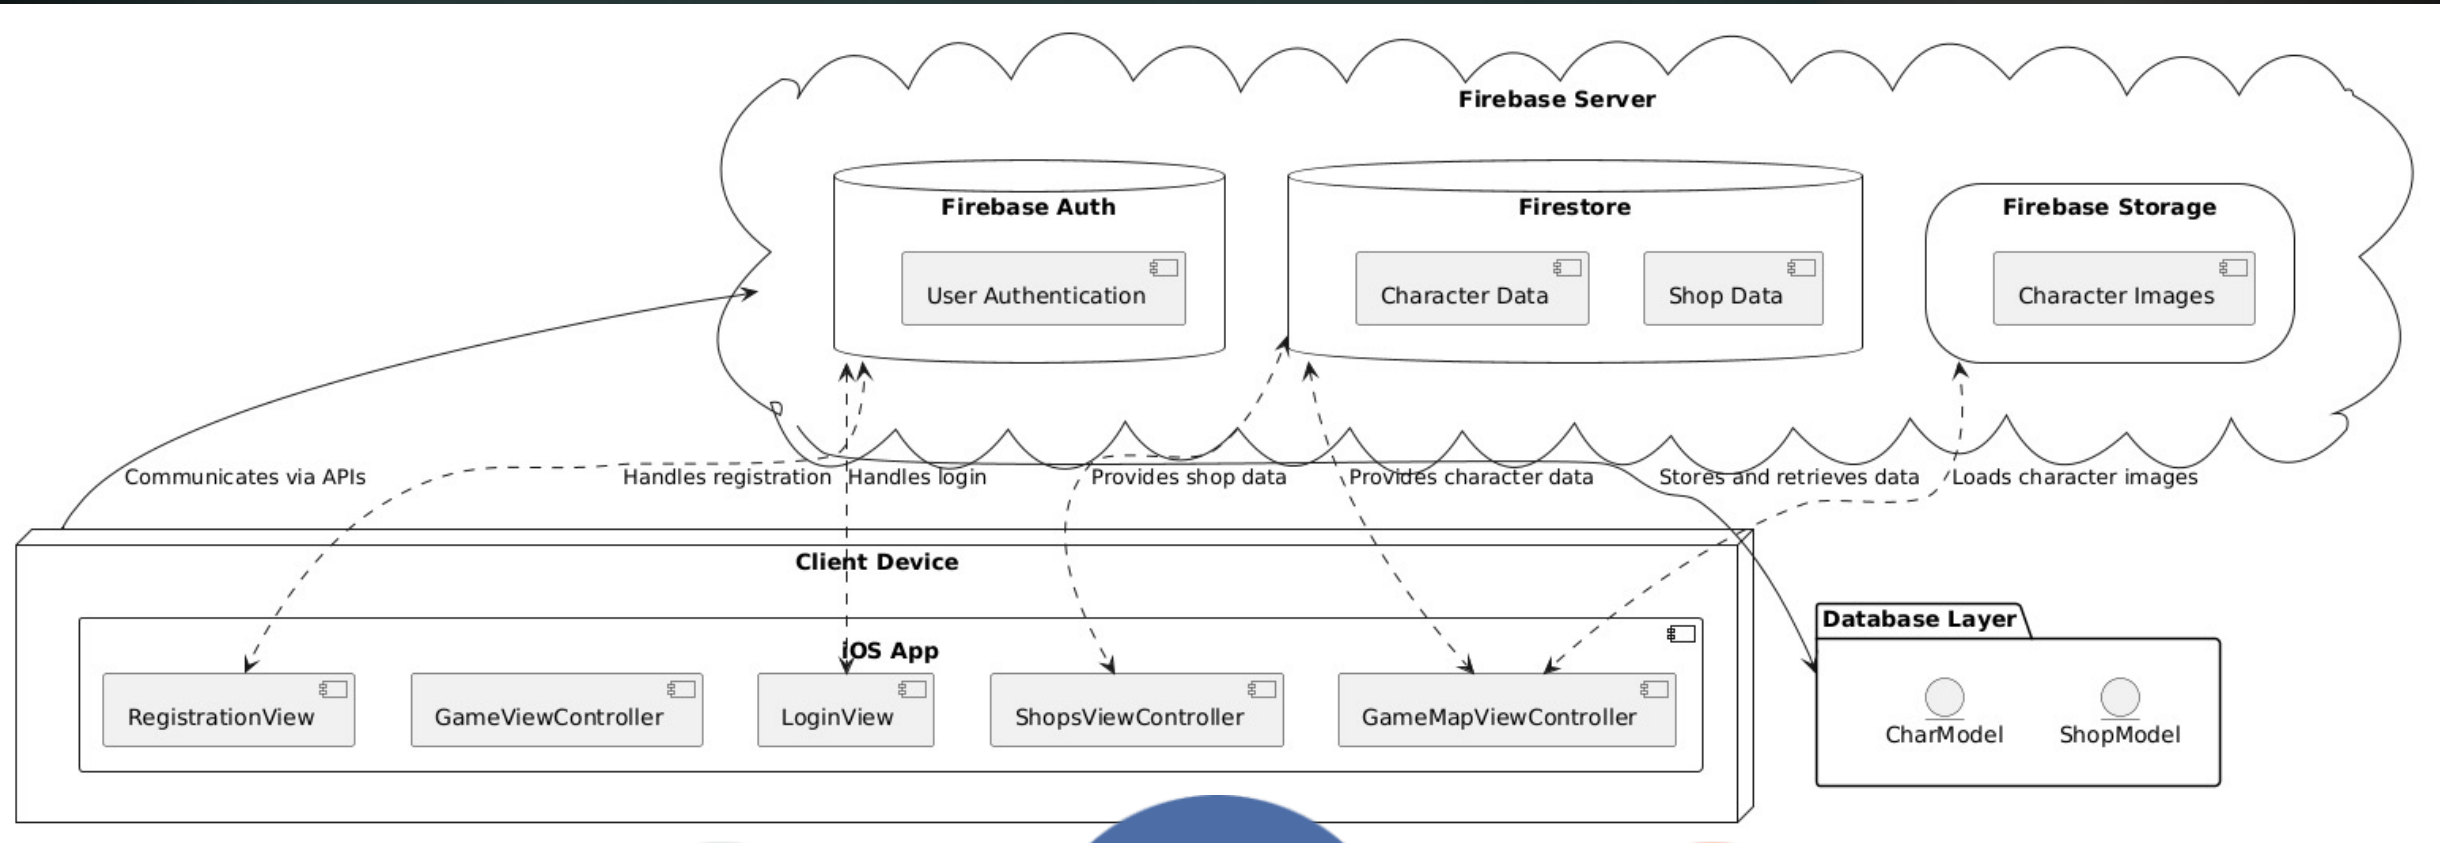 Firebase Server
Firebase Auth
Firestore
Firebase Storage
User Authentication
Character Data
Shop Data
Character Images
Communicates via APIs
Handles registration
Handles login
Provides shop data
Provides character data
Stores and retrieves data
Loads character images
Client Device
iOS App
RegistrationView
GameViewController
LoginView
ShopsViewController
GameMapViewController
Database Layer
CharModel
ShopModel